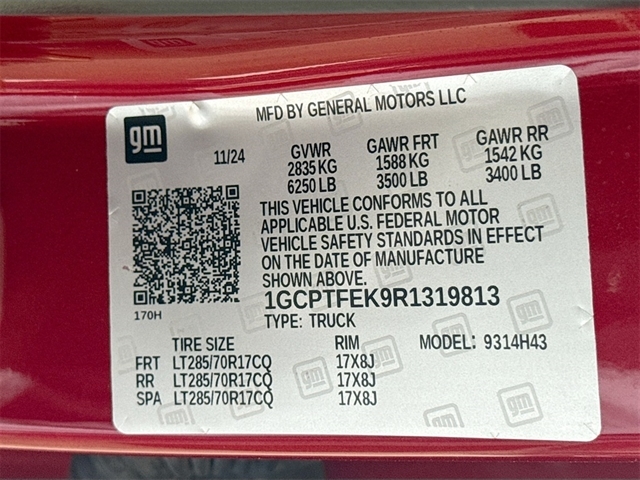 MFD BY GENERAL MOTORS LLC
gm
11/24
GVWR GAWR FRT GAWR RR
2835 KG 1588 KG 1542 KG
6250 LB 3500 LB 3400 LB
THIS VEHICLE CONFORMS TO ALL
APPLICABLE U.S. FEDERAL MOTOR
VEHICLE SAFETY STANDARDS IN EFFECT
ON THE DATE OF MANUFACTURE
SHOWN ABOVE.
170H
1GCPTFEK9R1319813
TYPE: TRUCK
TIRE SIZE RIM MODEL: 9314H43
FRT LT285/70R17CQ 17X8J
RR LT285/70R17CQ 17X8J
SPA LT285/70R17CQ 17X8J